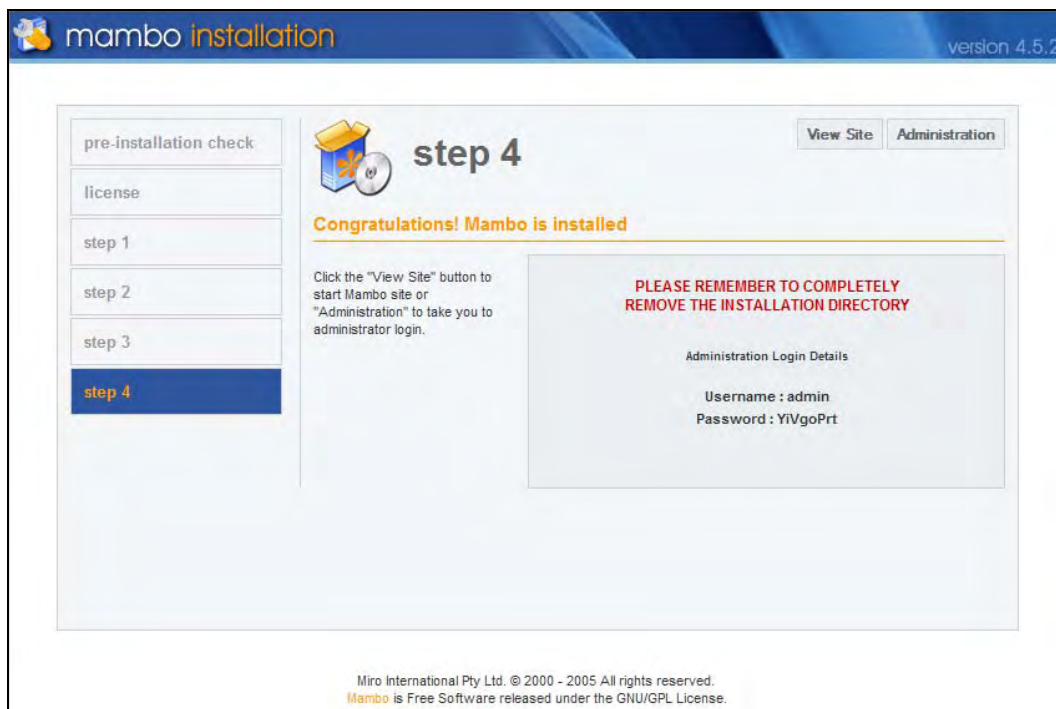 mambo installation
version 4.5.2
pre-installation check
license
step 1
step 2
step 3
step 4
step 4
View Site
Administration
Congratulations! Mambo is installed
Click the "View Site" button to
start Mambo site or
"Administration" to take you to
administrator login.
PLEASE REMEMBER TO COMPLETELY
REMOVE THE INSTALLATION DIRECTORY
Administration Login Details
Username : admin
Password : YiVgoPrt
Miro International Pty Ltd. © 2000 - 2005 All rights reserved.
Mambo is Free Software released under the GNU/GPL License.